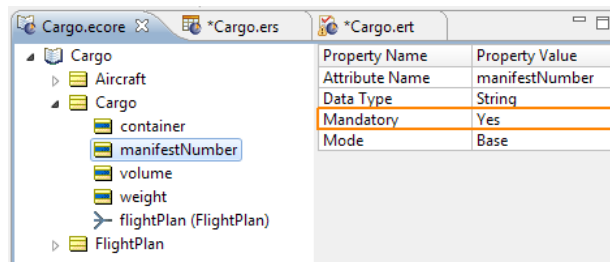 Cargo.ecore *Cargo.ers *Cargo.ert
Cargo
Aircraft
Cargo
container
manifestNumber
volume
weight
flightPlan (FlightPlan)
FlightPlan
Property Name Property Value
Attribute Name manifestNumber
Data Type String
Mandatory Yes
Mode Base